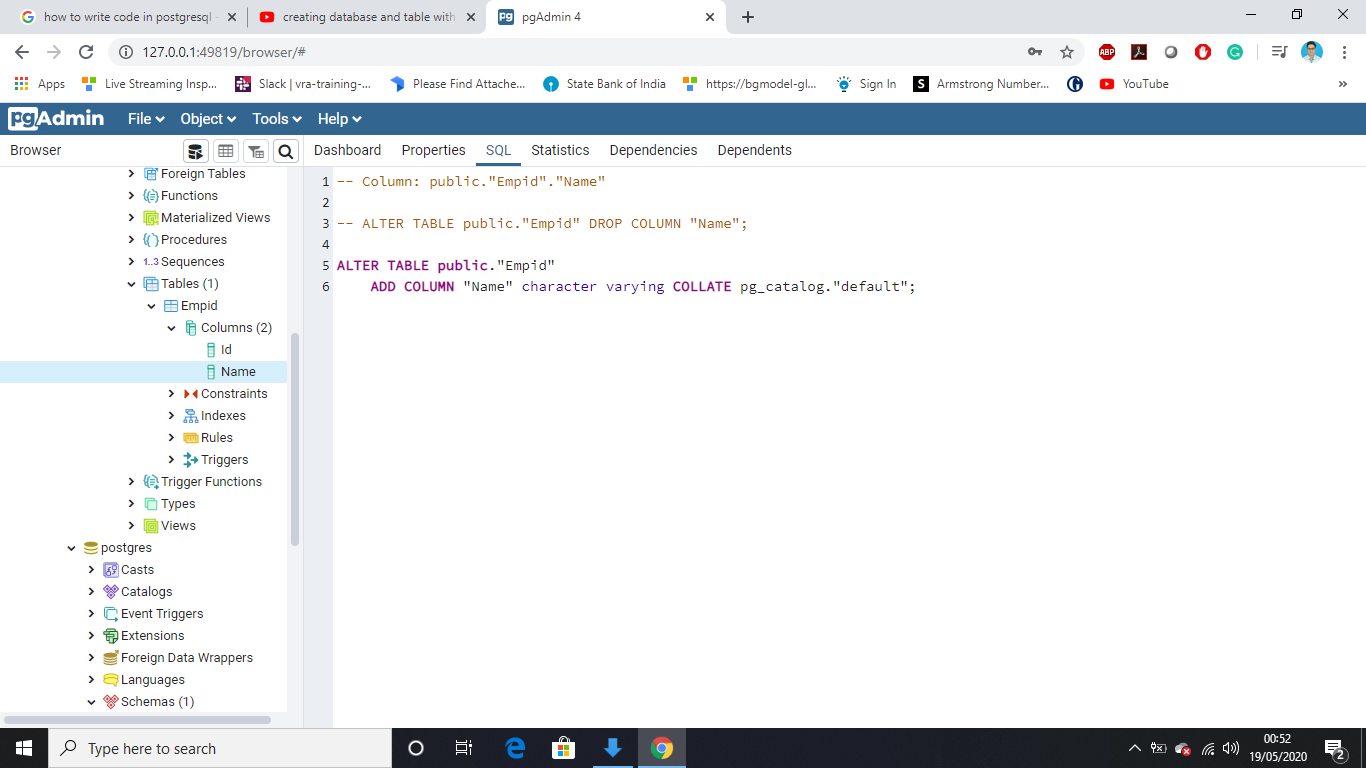 how to write code in postgresql -
creating database and table with
pgAdmin 4
127.0.0.1:49819/browser/#
ABP
Apps
Live Streaming Insp...
Slack | vra-training-...
Please Find Attache...
State Bank of India
https://bgmodel-gl...
Sign In
S
Armstrong Number...
YouTube
»
pgAdmin
File
Object
Tools
Help
Browser
Dashboard
Properties
SQL
Statistics
Dependencies
Dependents
Foreign Tables
Functions
Materialized Views
Procedures
1..3 Sequences
Tables (1)
Empid
Columns (2)
Id
Name
Constraints
Indexes
Rules
Triggers
Trigger Functions
Types
Views
postgres
Casts
Catalogs
Event Triggers
Extensions
Foreign Data Wrappers
Languages
Schemas (1)
1 -- Column: public."Empid"."Name"
2
3 -- ALTER TABLE public."Empid" DROP COLUMN "Name";
4
5 ALTER TABLE public."Empid"
6 ADD COLUMN "Name" character varying COLLATE pg_catalog."default";
Type here to search
00:52
19/05/2020
2